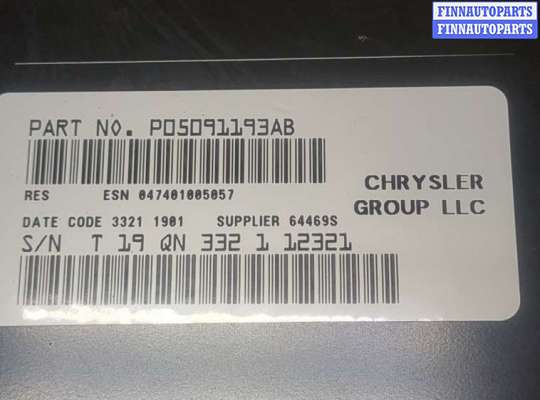 FINNAUTOPARTS
FINNAUTOPARTS
PART NO. P05091193AB
RES ESN 047401005057
CHRYSLER
GROUP LLC
DATE CODE 3321 1901 SUPPLIER 64469S
S/N T 19 QN 332 1 12321